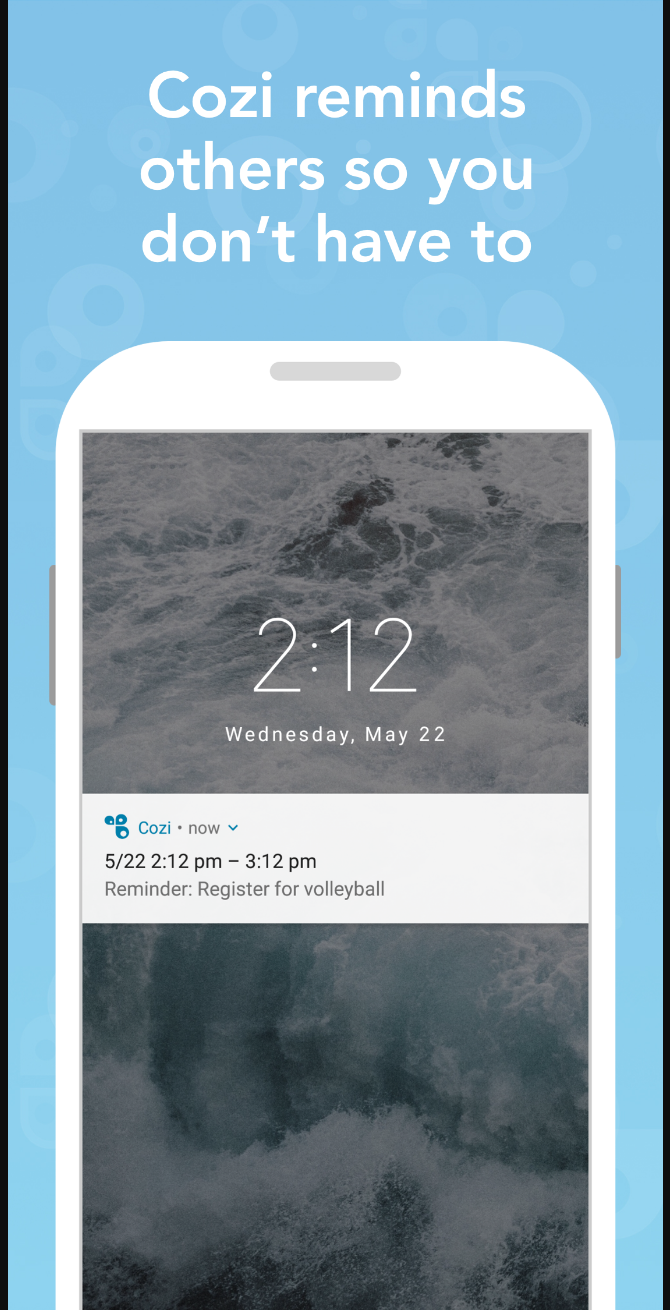 Cozi reminds
others so you
don’t have to
2:12
Wednesday, May 22
Cozi • now
5/22 2:12 pm – 3:12 pm
Reminder: Register for volleyball